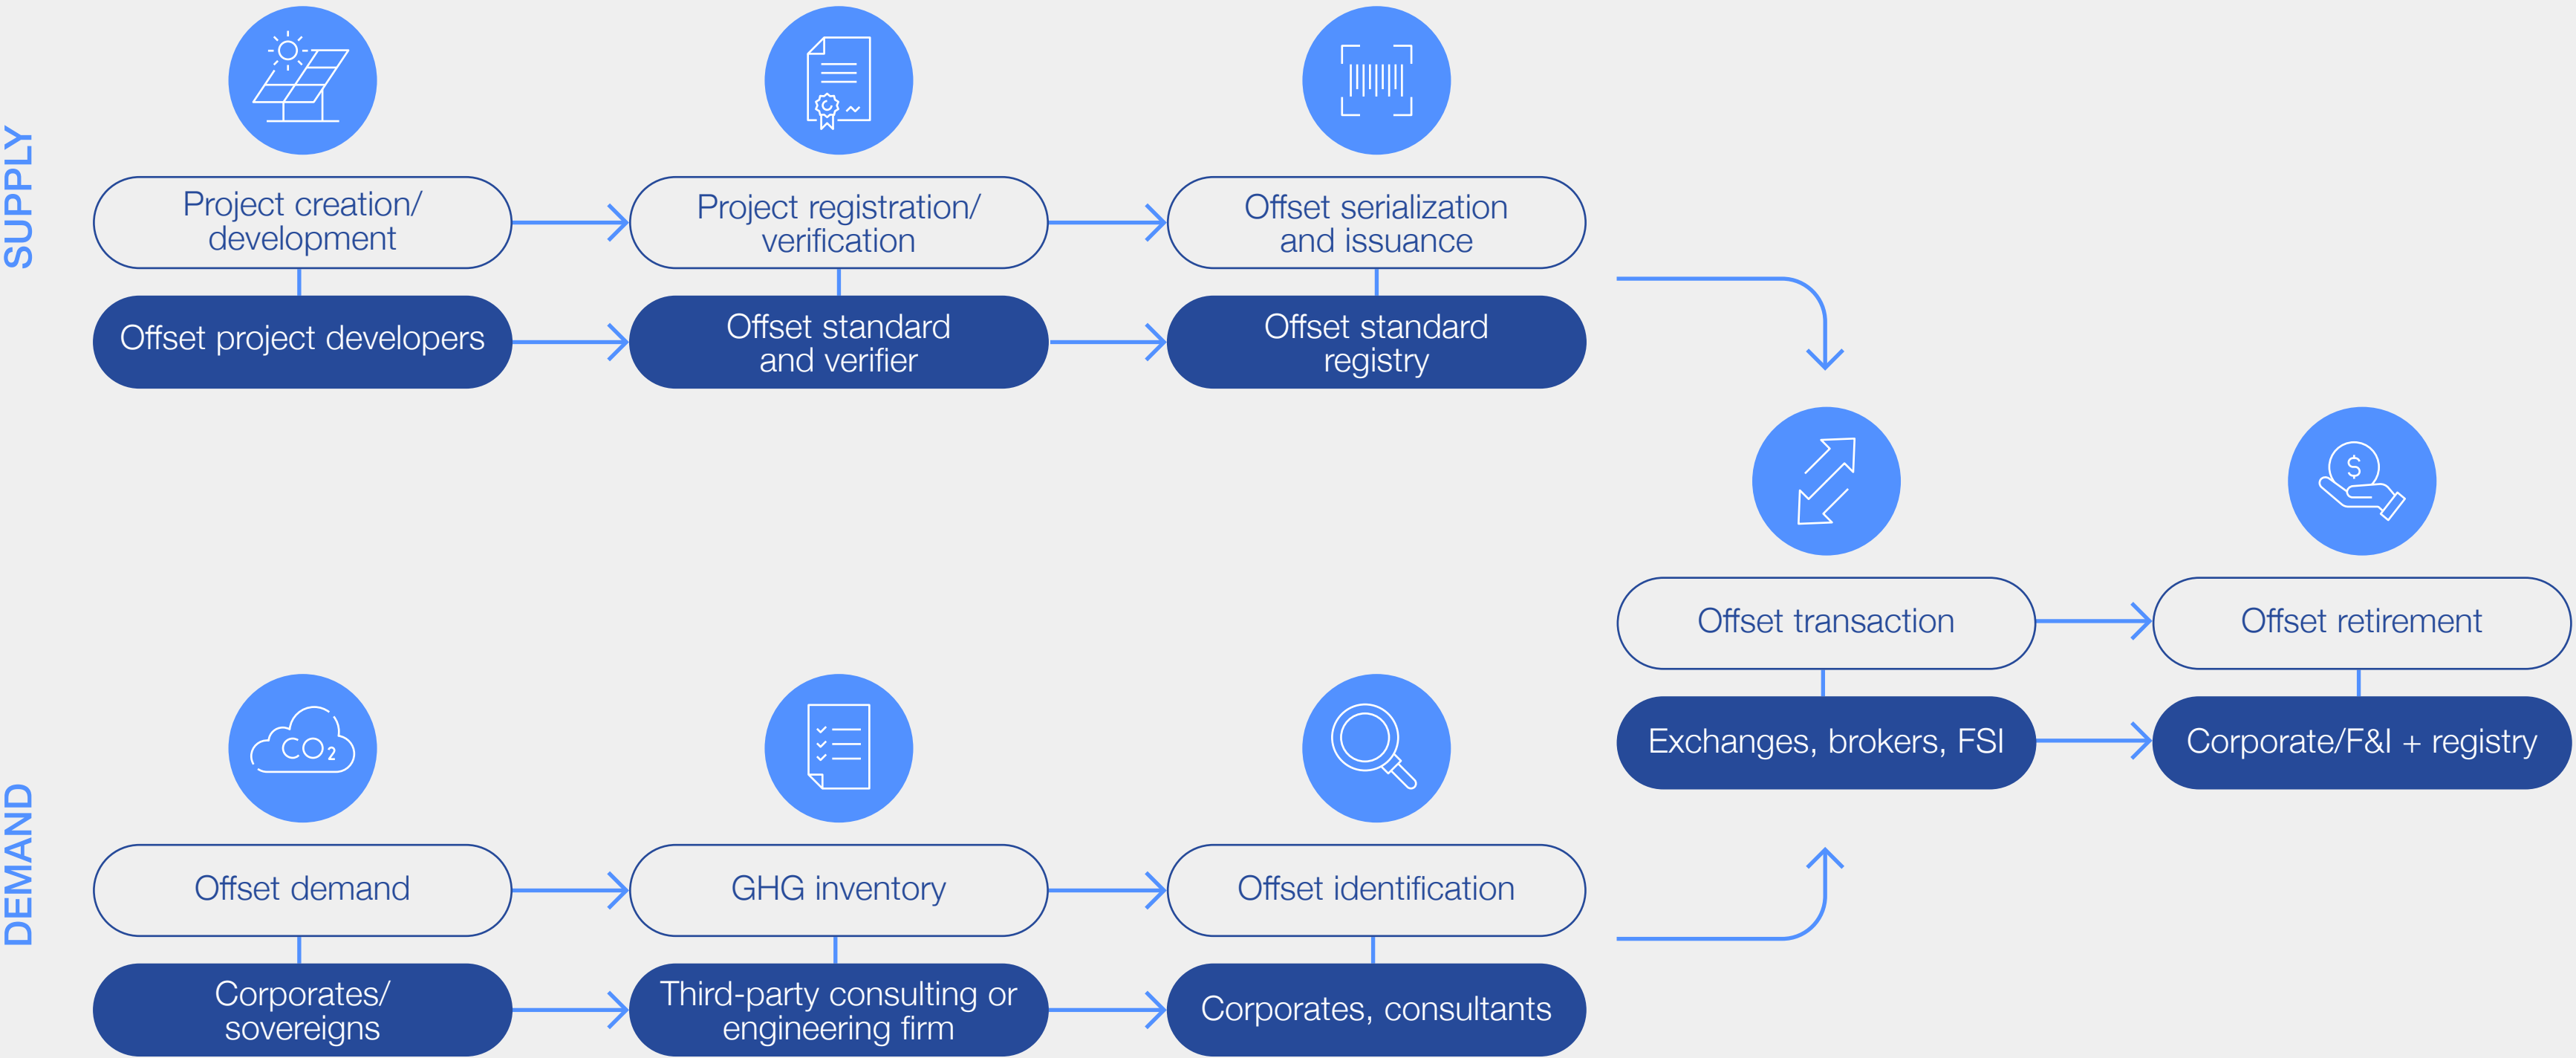 SUPPLY
Project creation/
development
Project registration/
verification
Offset serialization
and issuance
Offset project developers
Offset standard
and verifier
Offset standard
registry
$
Offset transaction
Offset retirement
Exchanges, brokers, FSI
Corporate/F&I + registry
DEMAND
CO2
Offset demand
GHG inventory
Offset identification
Corporates/
sovereigns
Third-party consulting or
engineering firm
Corporates, consultants